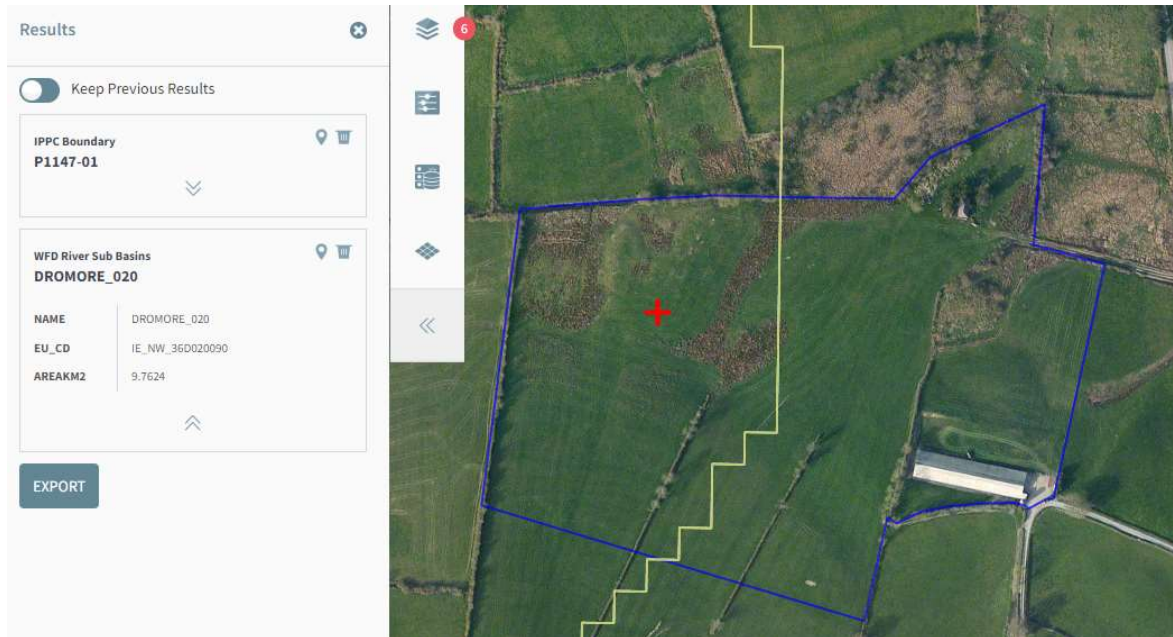 Results
6
Keep Previous Results
IPPC Boundary
P1147-01
WFD River Sub Basins
DROMORE_020
NAME DROMORE_020
EU_CD IE_NW_36D020090
AREAKM2 9.7624
EXPORT